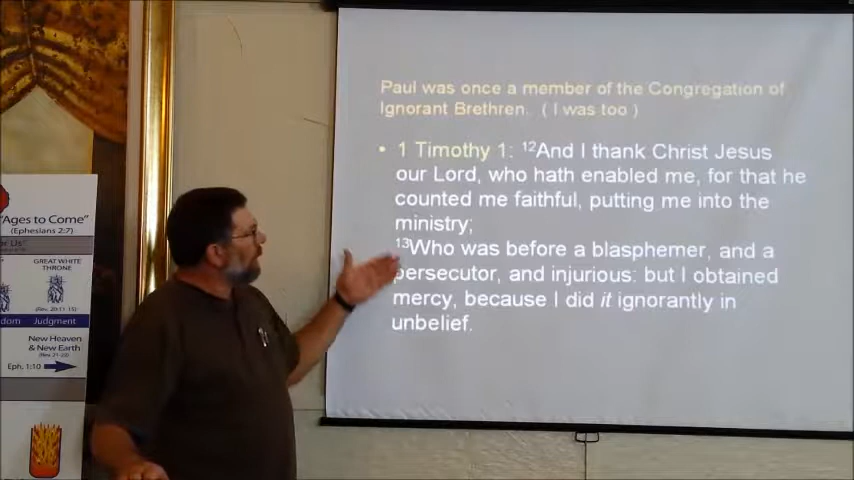 Paul was once a member of the Congregation of
Ignorant Brethren. ( I was too )
• 1 Timothy 1: 12And I thank Christ Jesus
our Lord, who hath enabled me, for that he
counted me faithful, putting me into the
ministry;
13Who was before a blasphemer, and a
persecutor, and injurious: but I obtained
mercy, because I did it ignorantly in
unbelief.
"Ages to Come"
(Ephesians 2:7)
GREAT WHITE
THRONE
(Rev. 20:11-15)
Judgment
New Heaven
& New Earth
(Rev. 21-22)
Eph. 1:10